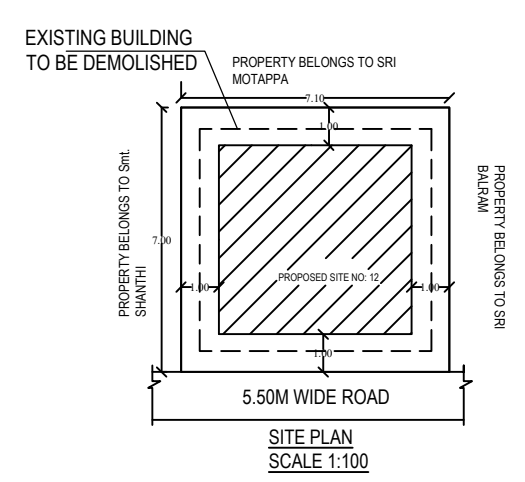 EXISTING BUILDING
TO BE DEMOLISHED
PROPERTY BELONGS TO SRI
MOTAPPA
7.10
1.00
PROPERTY BELONGS TO Smt.
SHANTHI
7.00
PROPERTY BELONGS TO SRI
BALRAM
PROPOSED SITE NO: 12
1.00
1.00
1.00
5.50M WIDE ROAD
SITE PLAN
SCALE 1:100